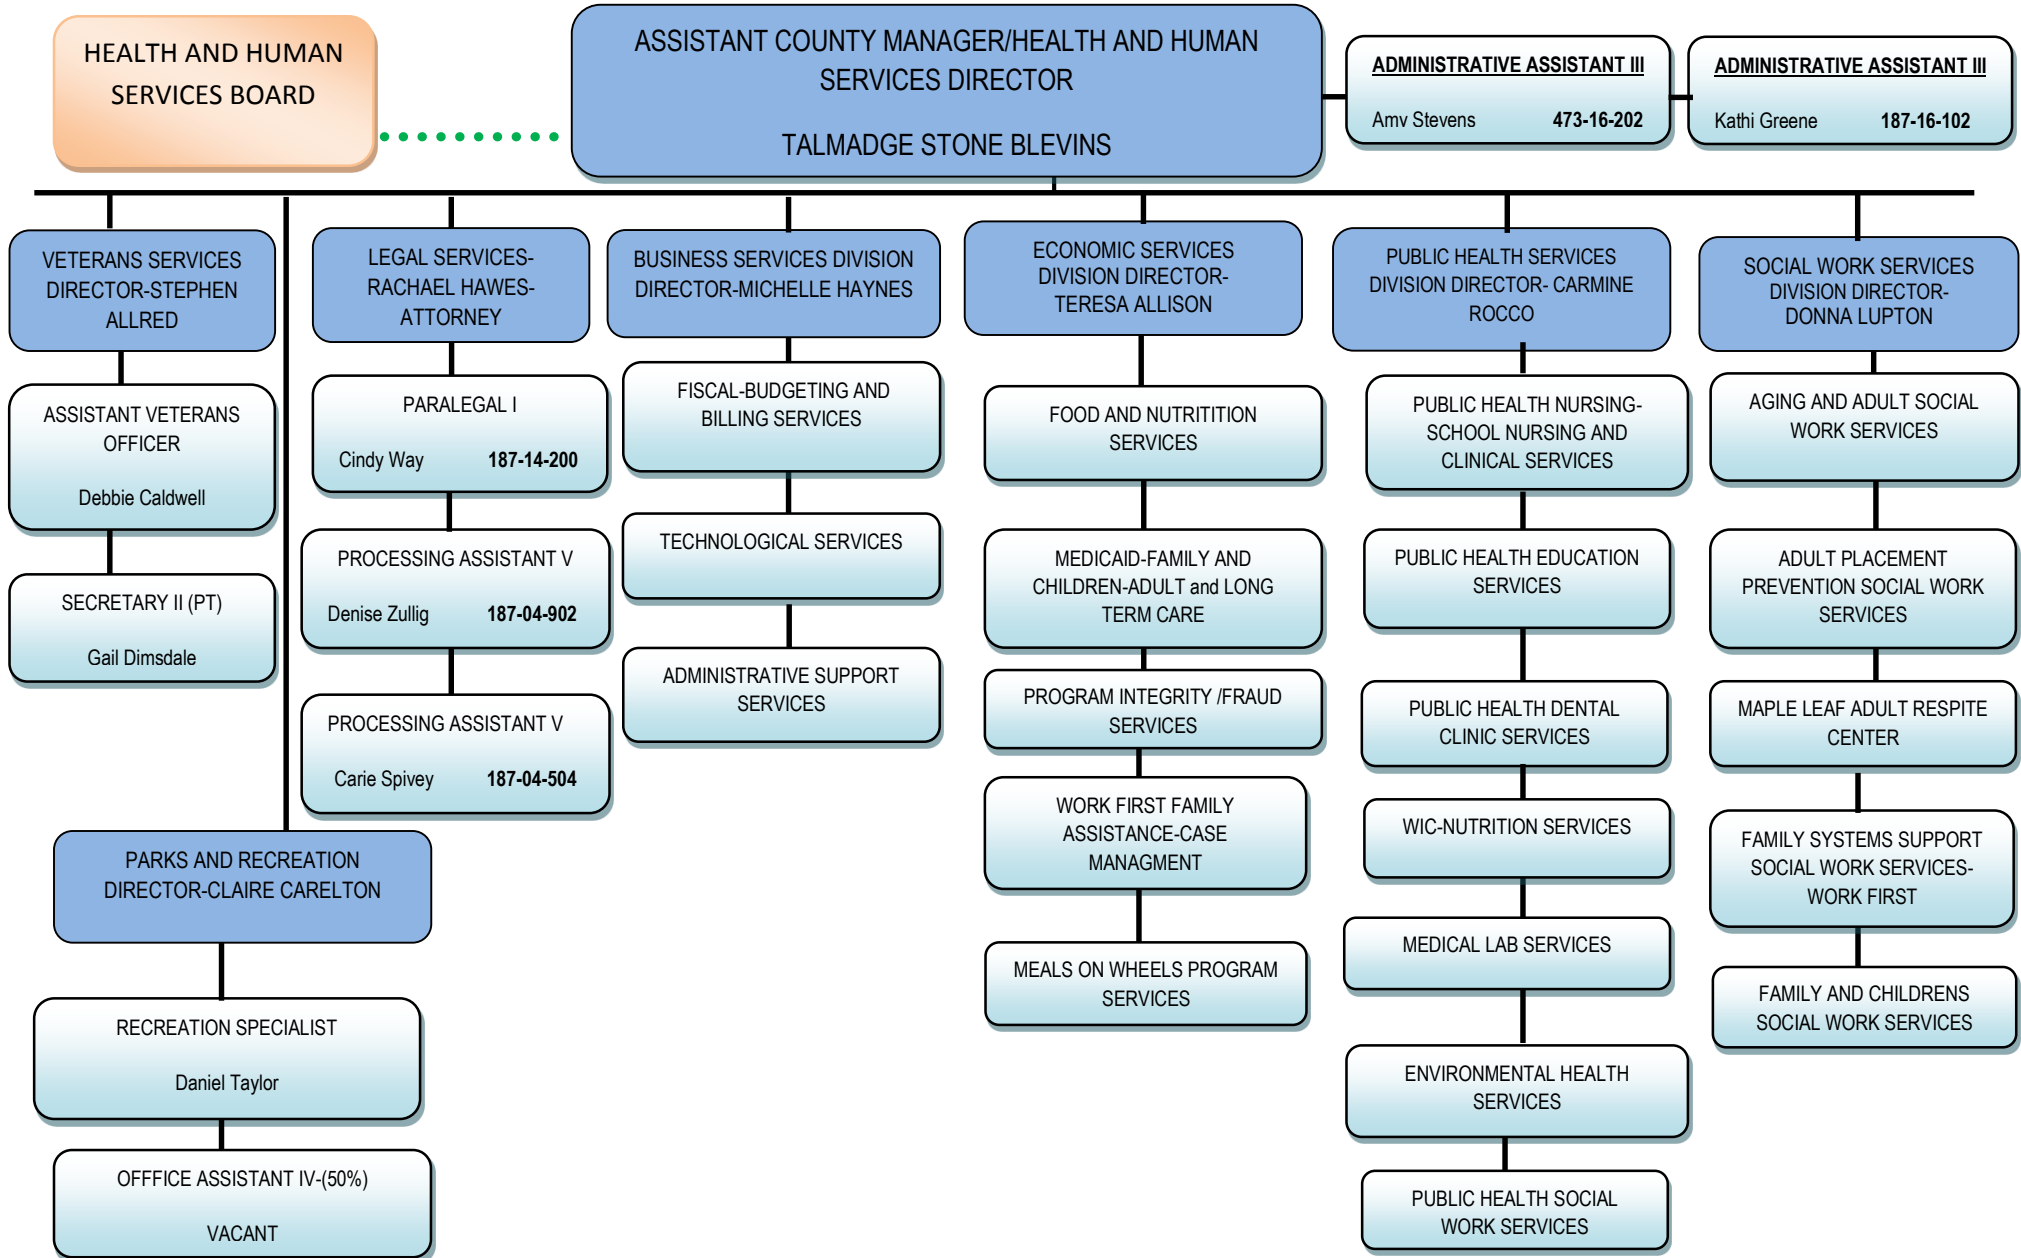 HEALTH AND HUMAN
SERVICES BOARD
ASSISTANT COUNTY MANAGER/HEALTH AND HUMAN
SERVICES DIRECTOR
TALMADGE STONE BLEVINS
ADMINISTRATIVE ASSISTANT III
Amy Stevens 473-16-202
ADMINISTRATIVE ASSISTANT III
Kathi Greene 187-16-102
VETERANS SERVICES
DIRECTOR-STEPHEN
ALLRED
ASSISTANT VETERANS
OFFICER
Debbie Caldwell
SECRETARY II (PT)
Gail Dimsdale
PARKS AND RECREATION
DIRECTOR-CLAIRE CARELTON
RECREATION SPECIALIST
Daniel Taylor
OFFFICE ASSISTANT IV-(50%)
VACANT
LEGAL SERVICES-
RACHAEL HAWES-
ATTORNEY
PARALEGAL I
Cindy Way 187-14-200
PROCESSING ASSISTANT V
Denise Zullig 187-04-902
PROCESSING ASSISTANT V
Carie Spivey 187-04-504
BUSINESS SERVICES DIVISION
DIRECTOR-MICHELLE HAYNES
FISCAL-BUDGETING AND
BILLING SERVICES
TECHNOLOGICAL SERVICES
ADMINISTRATIVE SUPPORT
SERVICES
ECONOMIC SERVICES
DIVISION DIRECTOR-
TERESA ALLISON
FOOD AND NUTRITITION
SERVICES
MEDICAID-FAMILY AND
CHILDREN-ADULT and LONG
TERM CARE
PROGRAM INTEGRITY /FRAUD
SERVICES
WORK FIRST FAMILY
ASSISTANCE-CASE
MANAGMENT
MEALS ON WHEELS PROGRAM
SERVICES
PUBLIC HEALTH SERVICES
DIVISION DIRECTOR- CARMINE
ROCCO
PUBLIC HEALTH NURSING-
SCHOOL NURSING AND
CLINICAL SERVICES
PUBLIC HEALTH EDUCATION
SERVICES
PUBLIC HEALTH DENTAL
CLINIC SERVICES
WIC-NUTRITION SERVICES
MEDICAL LAB SERVICES
ENVIRONMENTAL HEALTH
SERVICES
PUBLIC HEALTH SOCIAL
WORK SERVICES
SOCIAL WORK SERVICES
DIVISION DIRECTOR-
DONNA LUPTON
AGING AND ADULT SOCIAL
WORK SERVICES
ADULT PLACEMENT
PREVENTION SOCIAL WORK
SERVICES
MAPLE LEAF ADULT RESPITE
CENTER
FAMILY SYSTEMS SUPPORT
SOCIAL WORK SERVICES-
WORK FIRST
FAMILY AND CHILDRENS
SOCIAL WORK SERVICES